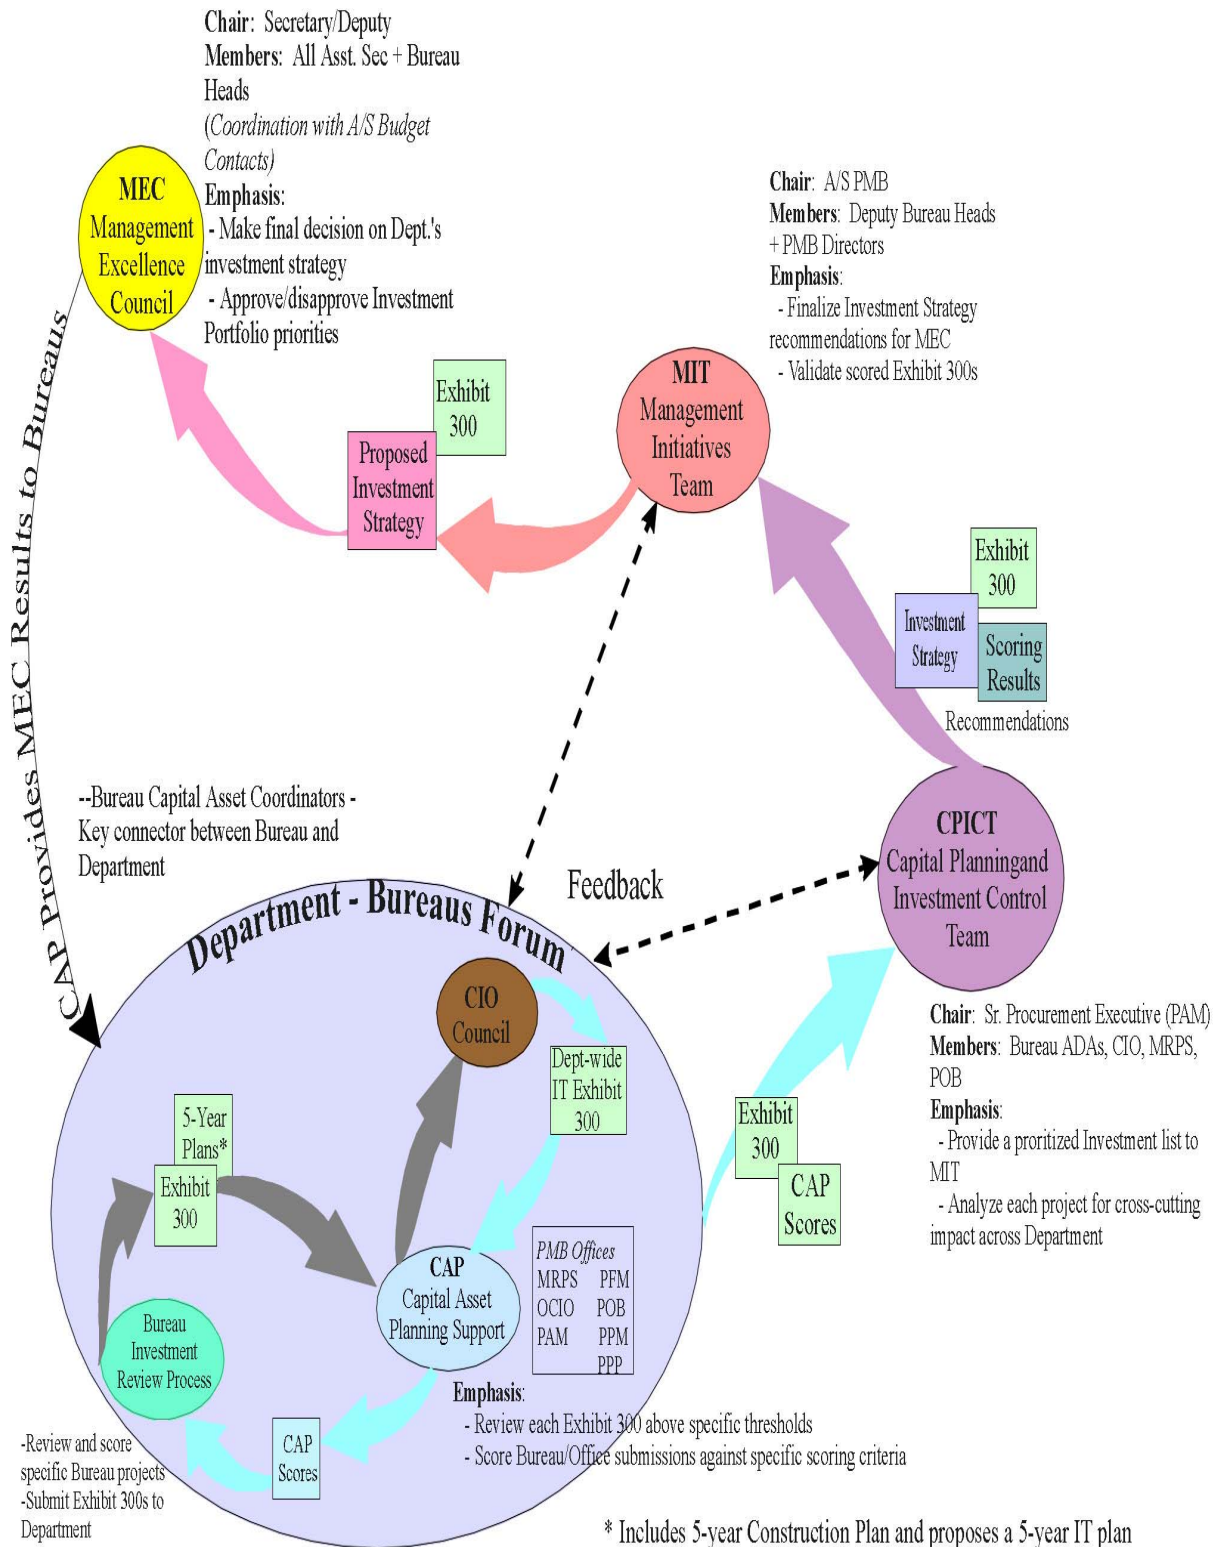 Chair: Secretary/Deputy
Members: All Asst. Sec + Bureau
Heads
(Coordination with A/S Budget
Contacts)
Emphasis:
- Make final decision on Dept.'s
investment strategy
- Approve/disapprove Investment
Portfolio priorities
MEC
Management
Excellence
Council
Chair: A/S PMB
Members: Deputy Bureau Heads
+ PMB Directors
Emphasis:
- Finalize Investment Strategy
recommendations for MEC
- Validate scored Exhibit 300s
MIT
Management
Initiatives
Team
Exhibit
300
Proposed
Investment
Strategy
CAP Provides MEC Results to Bureaus
Exhibit
300
Investment
Strategy
Scoring
Results
Recommendations
--Bureau Capital Asset Coordinators -
Key connector between Bureau and
Department
Feedback
CPICT
Capital Planningand
Investment Control
Team
Department - Bureaus Forum
CIO
Council
Dept-wide
IT Exhibit
300
Chair: Sr. Procurement Executive (PAM)
Members: Bureau ADAs, CIO, MRPS,
POB
Emphasis:
- Provide a proritized Investment list to
MIT
- Analyze each project for cross-cutting
impact across Department
5-Year
Plans*
Exhibit
300
Exhibit
300
CAP
Scores
CAP
Capital Asset
Planning Support
PMB Offices
MRPS PFM
OCIO POB
PAM PPM
PPP
Bureau
Investment
Review Process
Emphasis:
- Review each Exhibit 300 above specific thresholds
- Score Bureau/Office submissions against specific scoring criteria
CAP
Scores
-Review and score
specific Bureau projects
-Submit Exhibit 300s to
Department
* Includes 5-year Construction Plan and proposes a 5-year IT plan